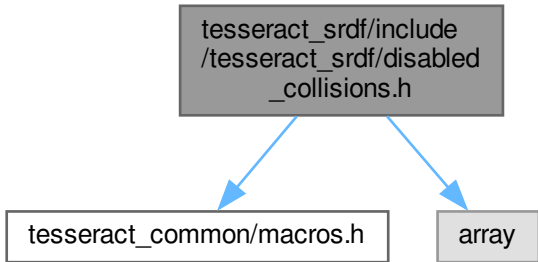 tesseract_srdf/include
/tesseract_srdf/disabled
_collisions.h
tesseract_common/macros.h
array